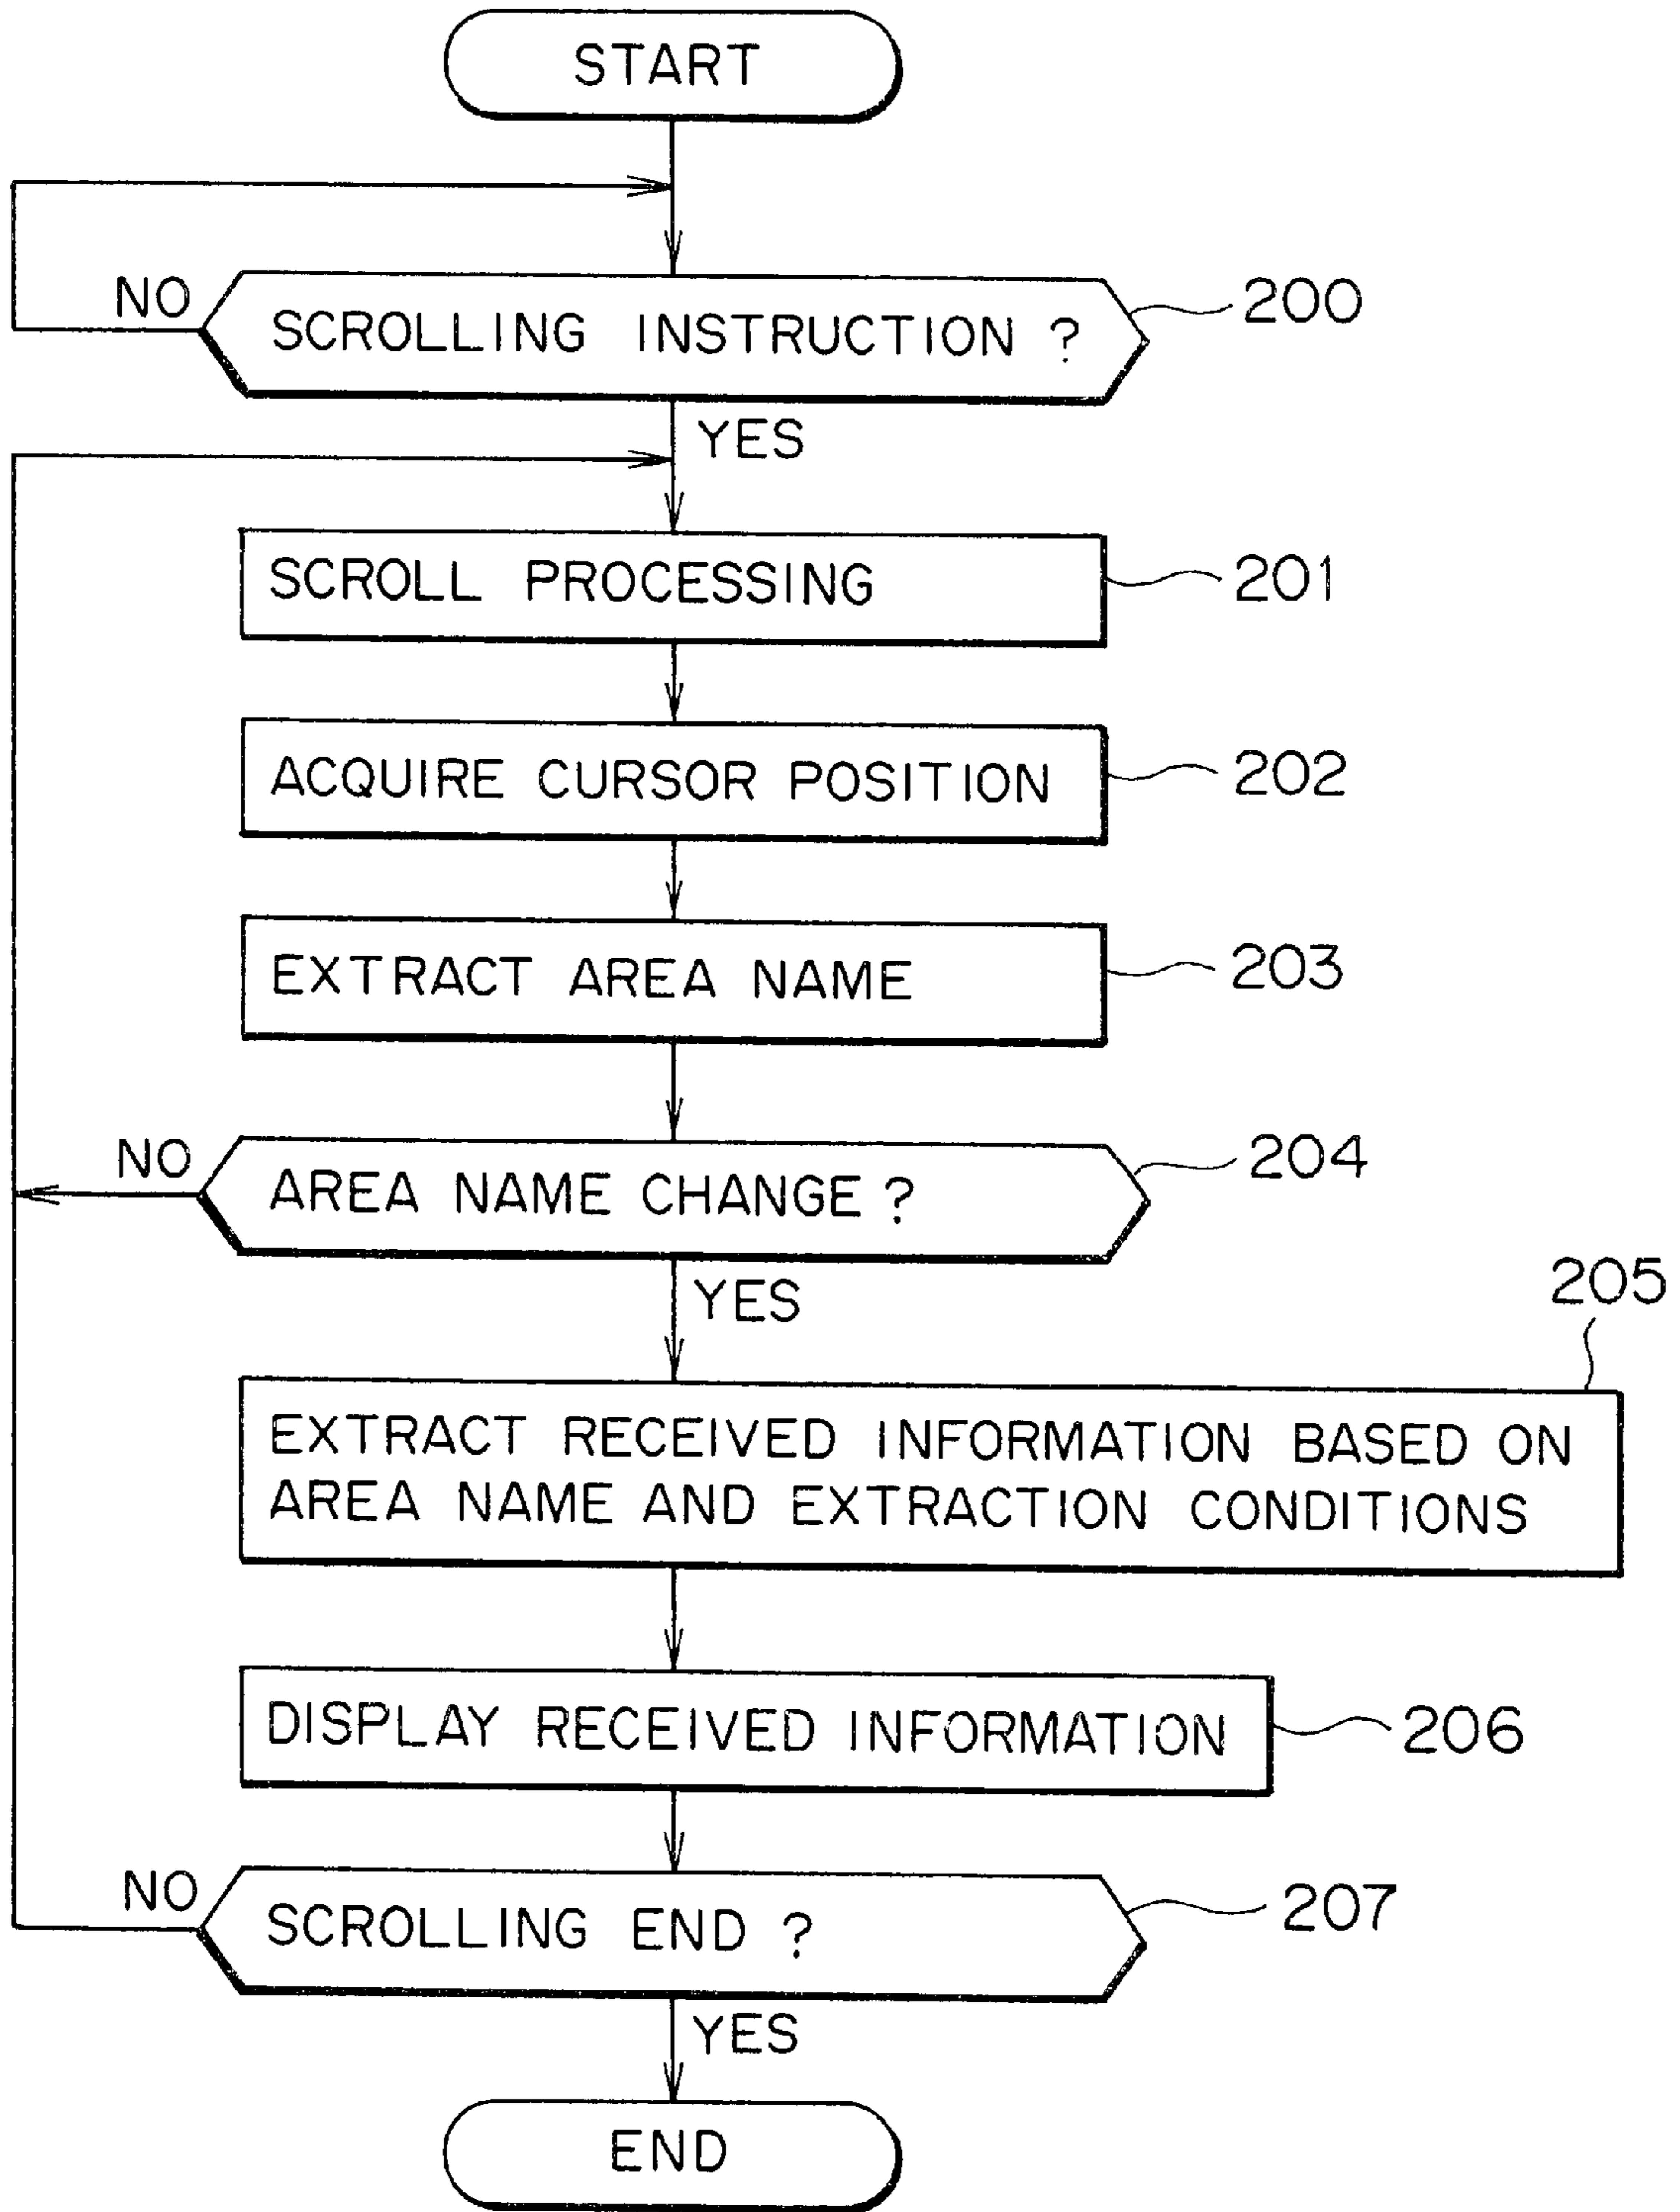 START
NO
SCROLLING INSTRUCTION ?
200
YES
SCROLL PROCESSING
201
ACQUIRE CURSOR POSITION
202
EXTRACT AREA NAME
203
NO
AREA NAME CHANGE ?
204
YES
205
EXTRACT RECEIVED INFORMATION BASED ON
AREA NAME AND EXTRACTION CONDITIONS
DISPLAY RECEIVED INFORMATION
206
NO
SCROLLING END ?
207
YES
END